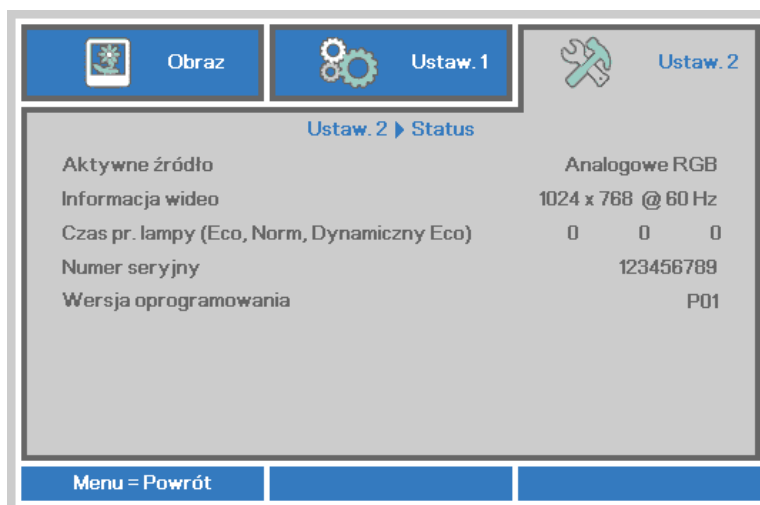 Obraz
Ustaw. 1
Ustaw. 2
Ustaw. 2 ▶ Status
Aktywne źródło Analogowe RGB
Informacja wideo 1024 x 768 @ 60 Hz
Czas pr. lampy (Eco, Norm, Dynamiczny Eco) 0 0 0
Numer seryjny 123456789
Wersja oprogramowania P01
Menu = Powrót